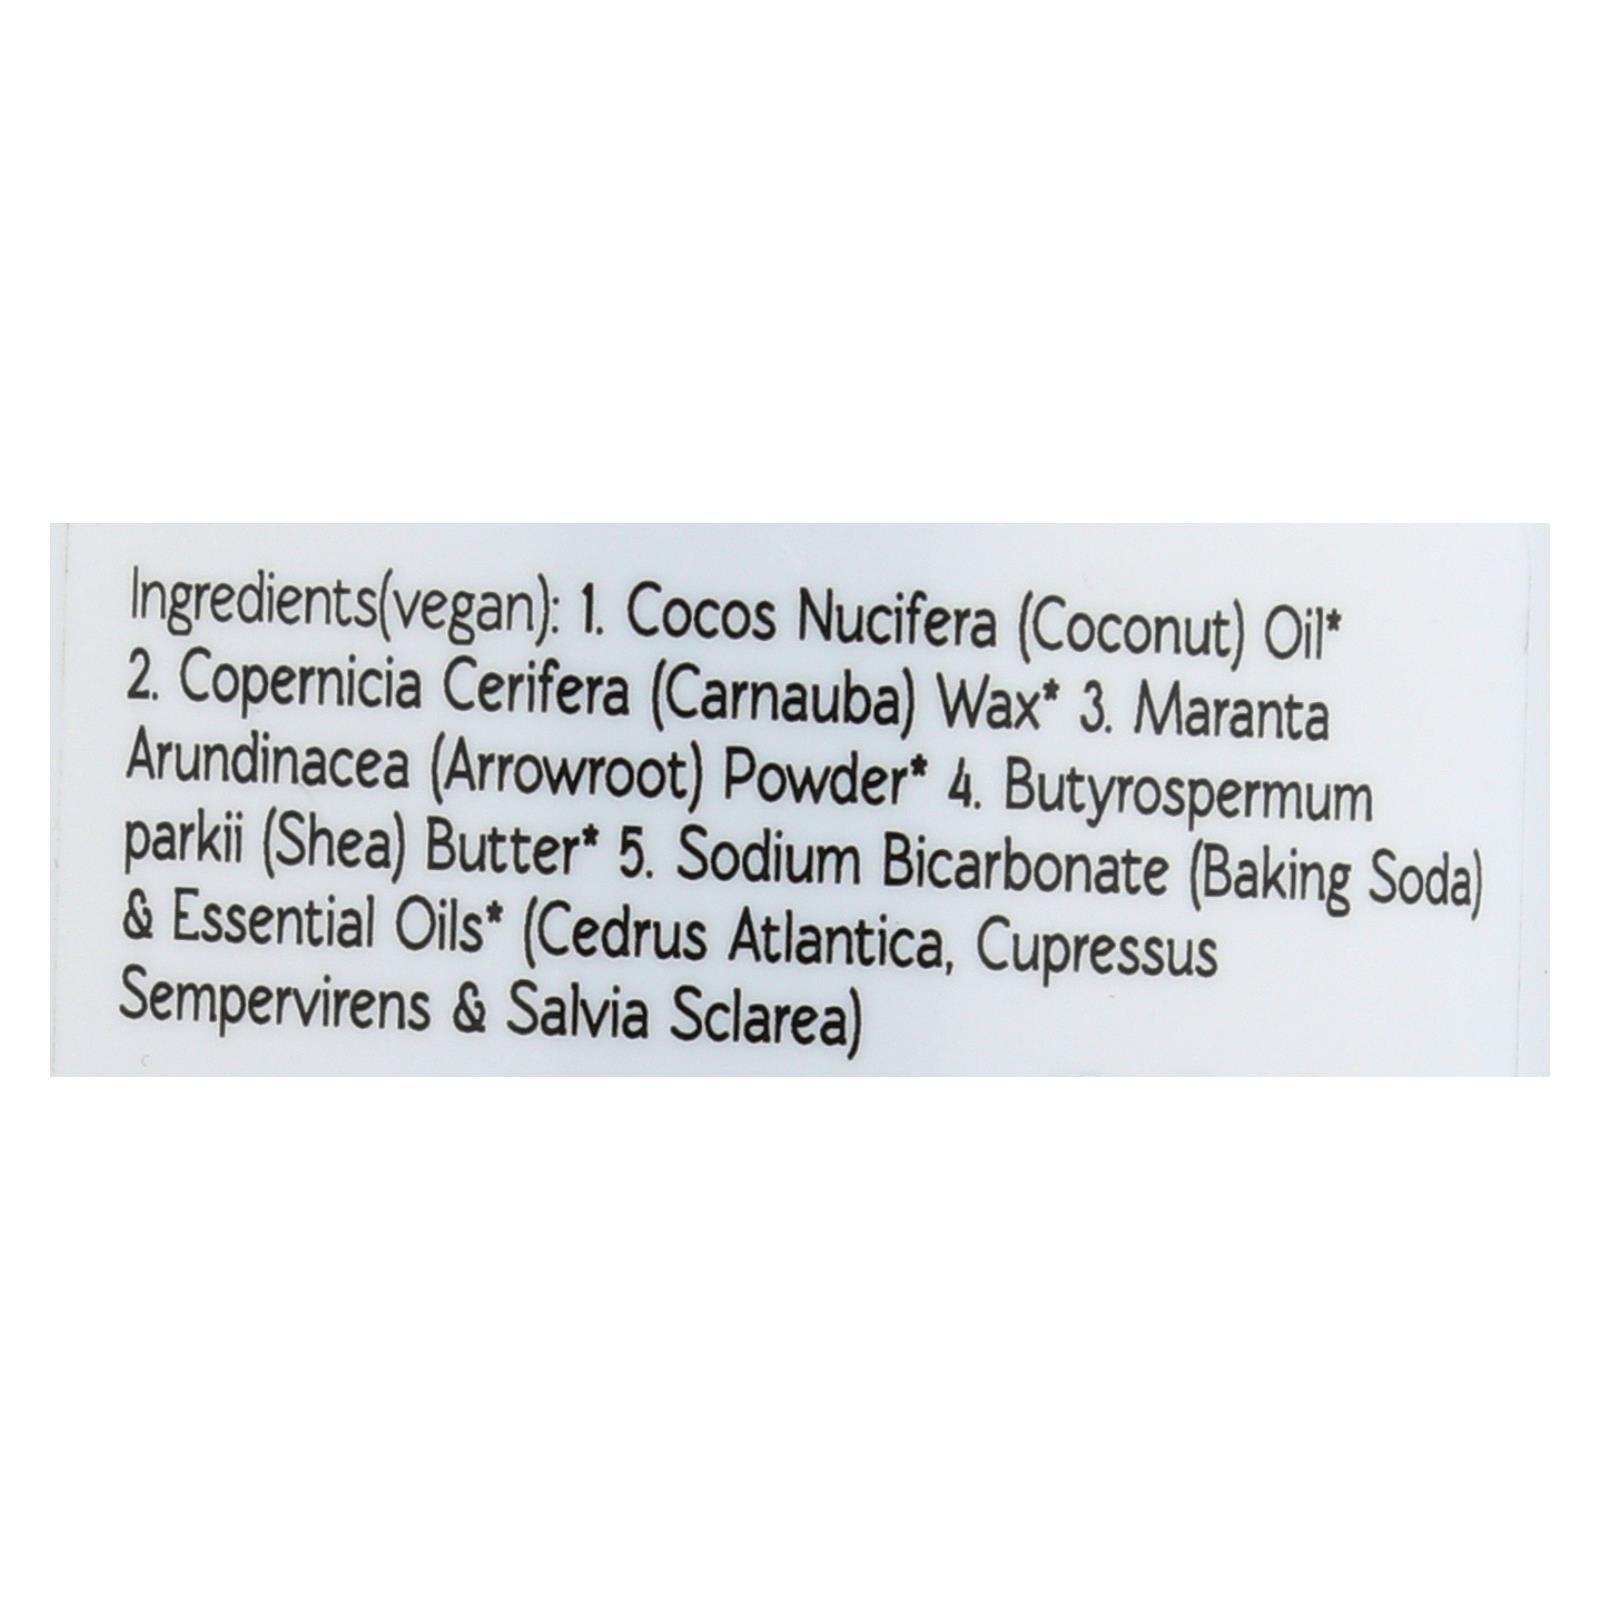 Ingredients(vegan): 1. Cocos Nucifera (Coconut) Oil*
2. Copernicia Cerifera (Carnauba) Wax* 3. Maranta
Arundinacea (Arrowroot) Powder* 4. Butyrospermum
parkii (Shea) Butter* 5. Sodium Bicarbonate (Baking Soda)
& Essential Oils* (Cedrus Atlantica, Cupressus
Sempervirens & Salvia Sclarea)